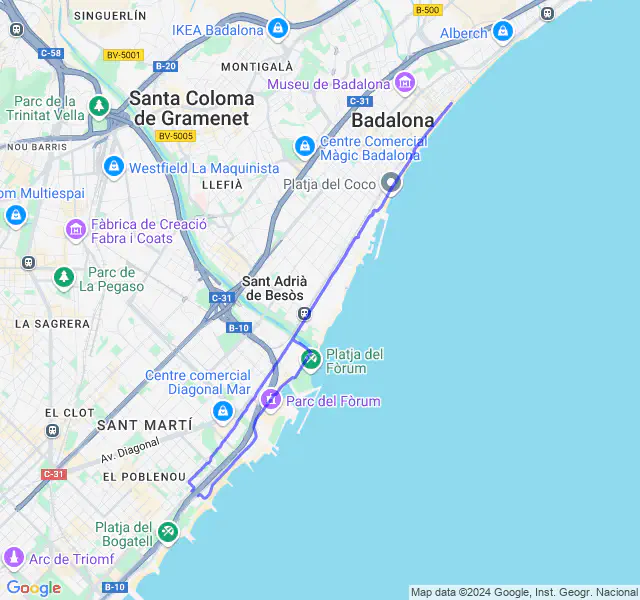 SINGUERLÍN
B-500
IKEA Badalona
Alberch
C-58
BV-5001
B-20
MONTIGALÀ
Museu de Badalona
Parc de la
Trinitat Vella
Santa Coloma
de Gramenet
C-31
Badalona
BV-5005
NOU BARRIS
Centre Comercial
Màgic Badalona
Westfield La Maquinista
LLEFIÀ
Platja del Coco
om Multiespai
Fàbrica de Creació
Fabra i Coats
Parc de
La Pegaso
Sant Adrià
de Besòs
C-31
LA SAGRERA
B-10
Platja del
Fòrum
Centre comercial
Diagonal Mar
Parc del Fòrum
EL CLOT
SANT MARTÍ
Av. Diagonal
C-31
EL POBLENOU
Platja del
Bogatell
Arc de Triomf
B-10
Google
Map data ©2024 Google, Inst. Geogr. Nacional